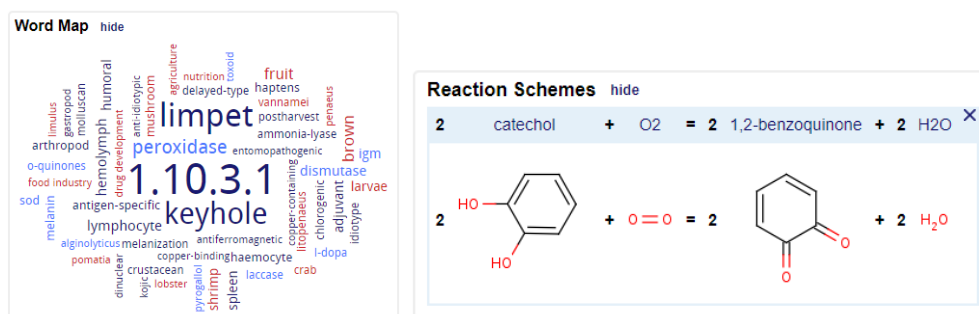 Word Map hide
agriculture
nutrition
toxoid
fruit
humoral
limulus
gastropod
molluscan
anti-idiotypic
mushroom
delayed-type
haptens
vannamei
penaeus
limpet
postharvest
ammonia-lyase
arthropod
hemolymph
drug development
peroxidase
entomopathogenic
brown
igm
o-quinones
food industry
1.10.3.1
dismutase
larvae
sod
melanin
antigen-specific
keyhole
copper-containing
litopenaeus
chlorogenic
adjuvant
idiotype
lymphocyte
alginolyticus
melanization
antiferromagnetic
l-dopa
pomatia
copper-binding
haemocyte
dinuclear
crustacean
kojic
lobster
pyrogallol
shrimp
spleen
laccase
crab
Reaction Schemes hide
2 catechol + O2 = 2 1,2-benzoquinone + 2 H2O
2 HO HO + O=O = 2 O O + 2 H2O